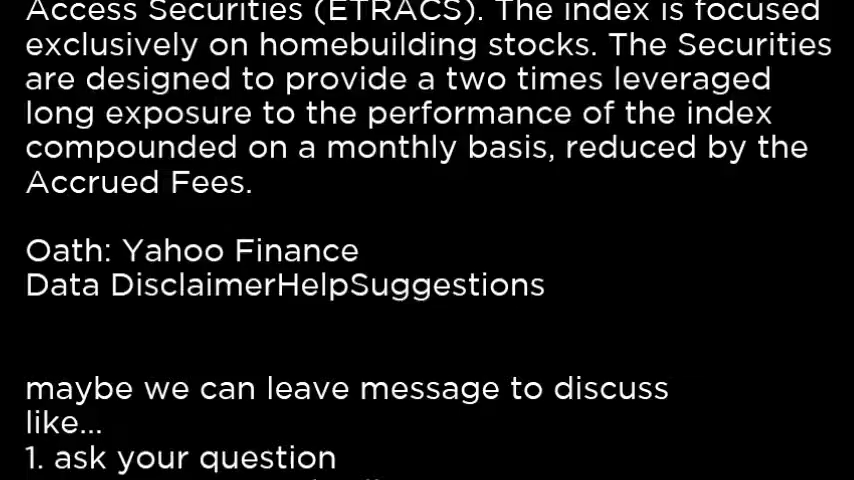 Access Securities (ETRACS). The index is focused
exclusively on homebuilding stocks. The Securities
are designed to provide a two times leveraged
long exposure to the performance of the index
compounded on a monthly basis, reduced by the
Accrued Fees.
Oath: Yahoo Finance
Data DisclaimerHelpSuggestions
maybe we can leave message to discuss
like...
1. ask your question